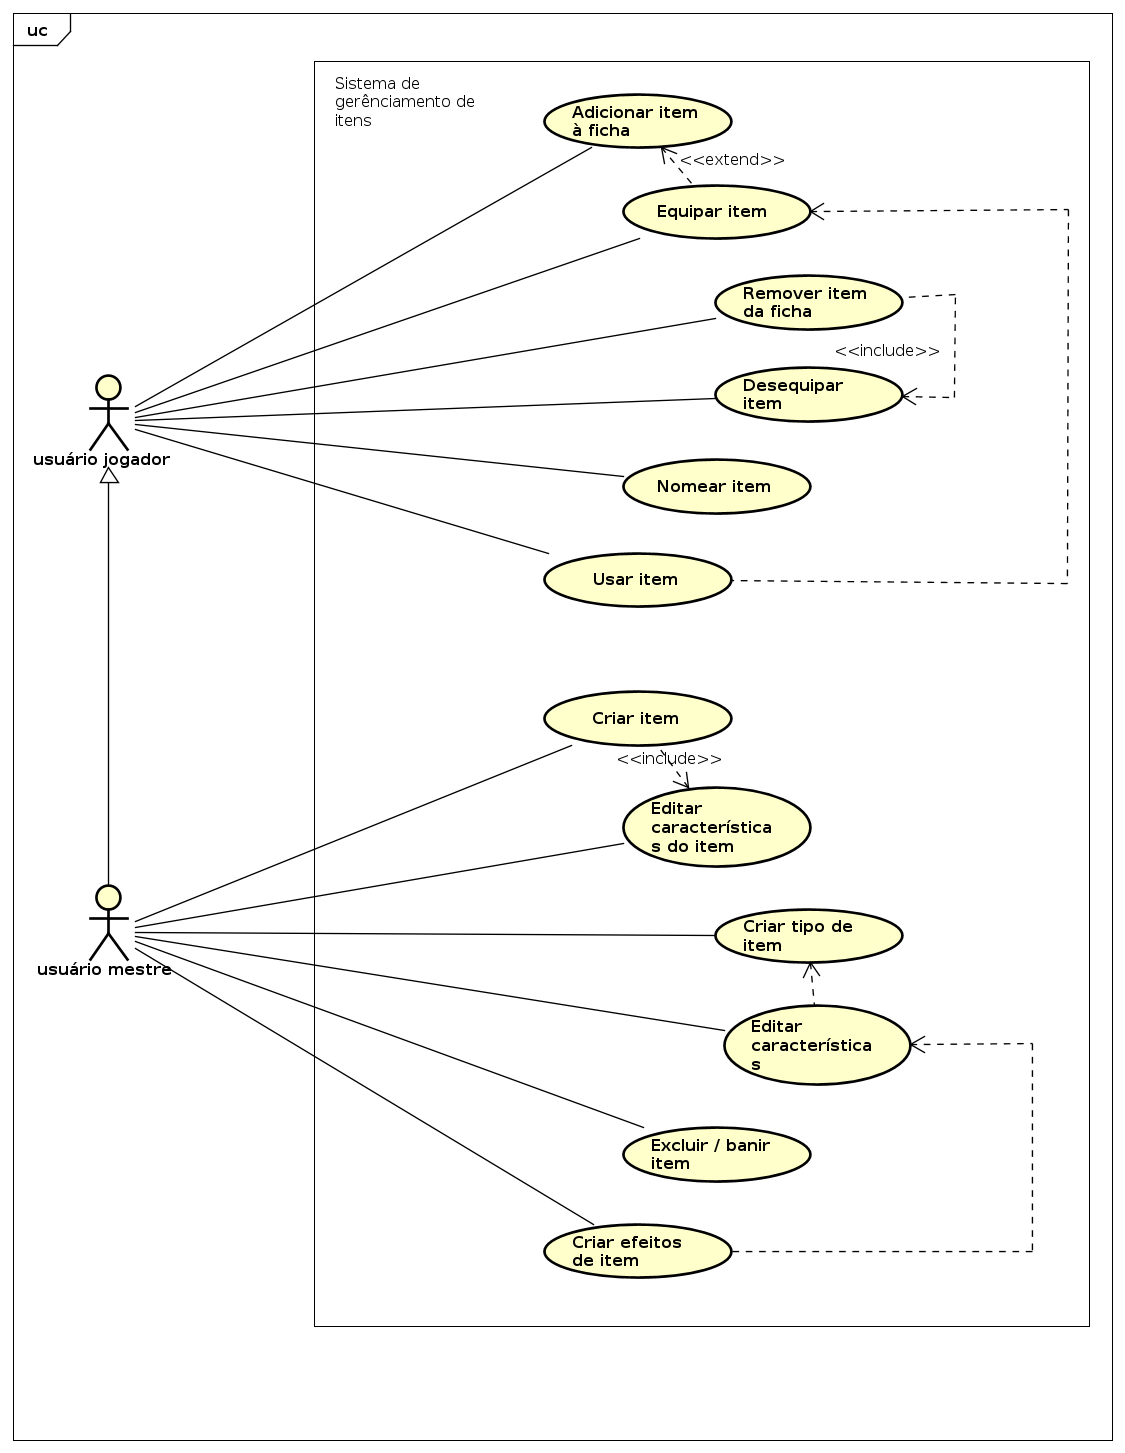 uc
Sistema de
gerênciamento de
itens
Adicionar item
à ficha
<<extend>>
Equipar item
Remover item
da ficha
<<include>>
Desequipar
item
usuário jogador
Nomear item
Usar item
Criar item
<<include>>
Editar
característica
s do item
Criar tipo de
item
usuário mestre
Editar
característica
s
Excluir / banir
item
Criar efeitos
de item